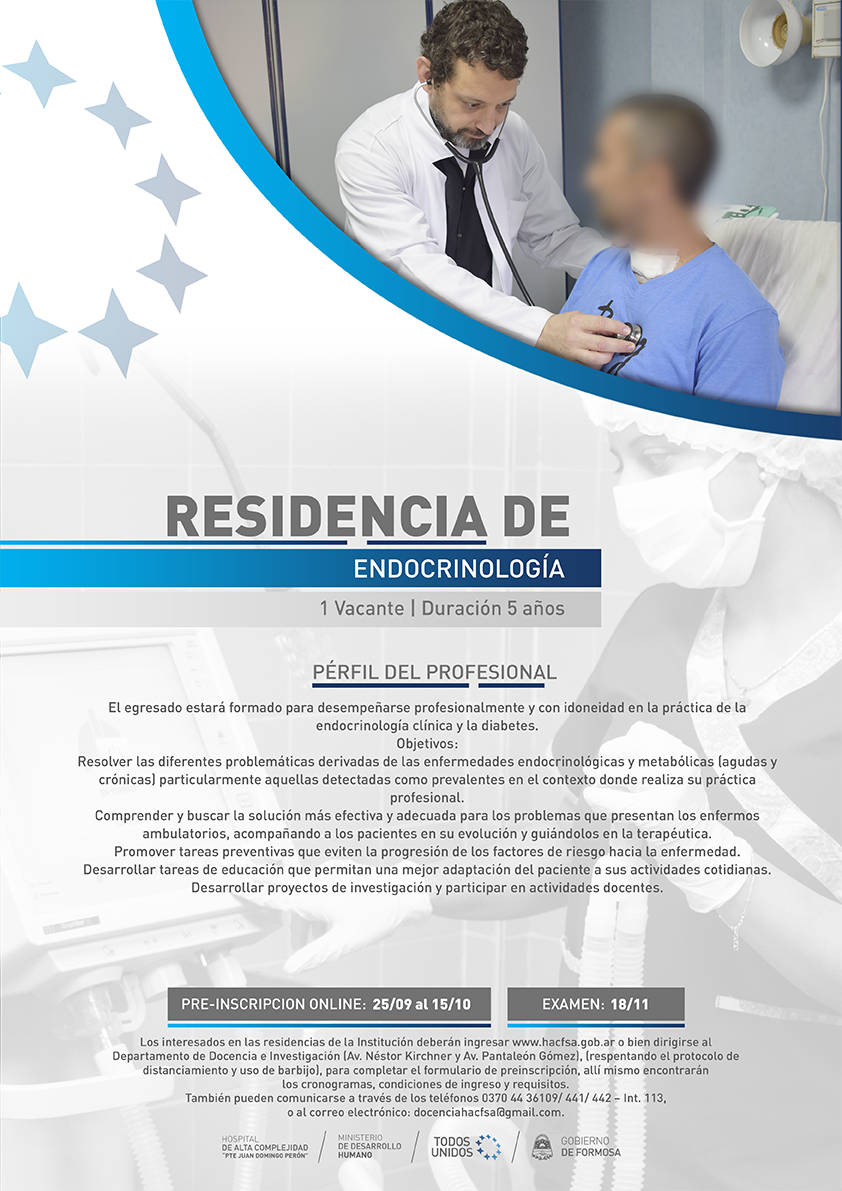 RESIDENCIA DE
ENDOCRINOLOGÍA
1 Vacante | Duración 5 años
PÉRFIL DEL PROFESIONAL
El egresado estará formado para desempeñarse profesionalmente y con idoneidad en la práctica de la
endocrinología clínica y la diabetes.
Objetivos:
Resolver las diferentes problemáticas derivadas de las enfermedades endocrinológicas y metabólicas (agudas y
crónicas) particularmente aquellas detectadas como prevalentes en el contexto donde realiza su práctica
profesional.
Comprender y buscar la solución más efectiva y adecuada para los problemas que presentan los enfermos
ambulatorios, acompañando a los pacientes en su evolución y guiándolos en la terapéutica.
Promover tareas preventivas que eviten la progresión de los factores de riesgo hacia la enfermedad.
Desarrollar tareas de educación que permitan una mejor adaptación del paciente a sus actividades cotidianas.
Desarrollar proyectos de investigación y participar en actividades docentes.
PRE-INSCRIPCION ONLINE: 25/09 al 15/10
EXAMEN: 18/11
Los interesados en las residencias de la Institución deberán ingresar www.hacfsa.gob.ar o bien dirigirse al
Departamento de Docencia e Investigación (Av. Néstor Kirchner y Av. Pantaleón Gómez), (respentando el protocolo de
distanciamiento y uso de barbijo), para completar el formulario de preinscripción, allí mismo encontrarán
los cronogramas, condiciones de ingreso y requisitos.
También pueden comunicarse a través de los teléfonos 0370 44 36109/ 441/ 442 – Int. 113,
o al correo electrónico: docenciahacfsa@gmail.com.
HOSPITAL
DE ALTA COMPLEJIDAD
"PTE JUAN DOMINGO PERÓN"
MINISTERIO
DE DESARROLLO
HUMANO
TODOS
UNIDOS
GOBIERNO
DE FORMOSA